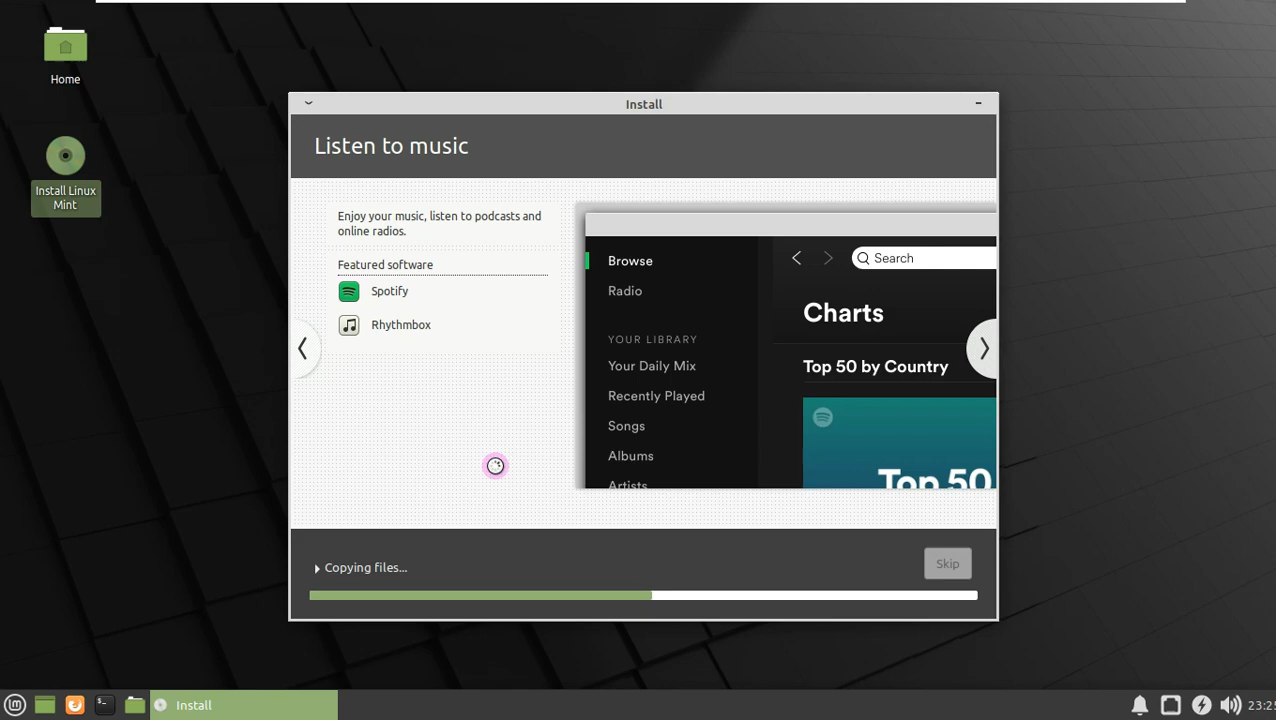 Home
Install Linux
Mint
Install
Listen to music
Enjoy your music, listen to podcasts and
online radios.
Featured software
Spotify
Rhythmbox
Browse
Radio
YOUR LIBRARY
Your Daily Mix
Recently Played
Songs
Albums
Artists
Search
Charts
Top 50 by Country
Top 50
Copying files...
Skip
Install
23:25